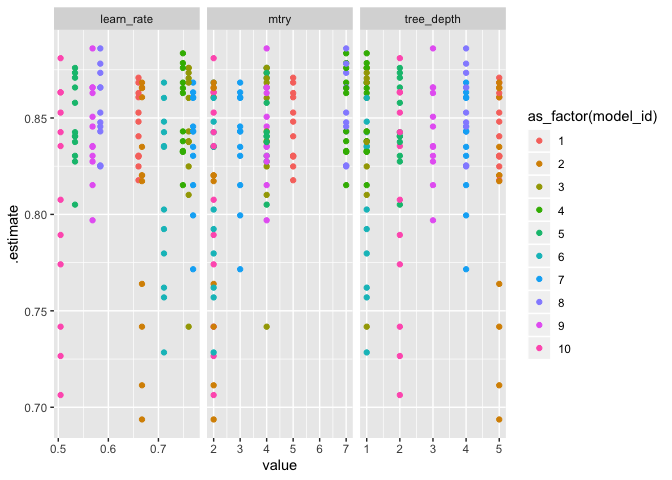 learn_rate mtry tree_depth
.estimate
0.85
0.80
0.75
0.70
0.5 0.6 0.7 2 3 4 5 6 7 1 2 3 4 5
value
as_factor(model_id)
1
2
3
4
5
6
7
8
9
10